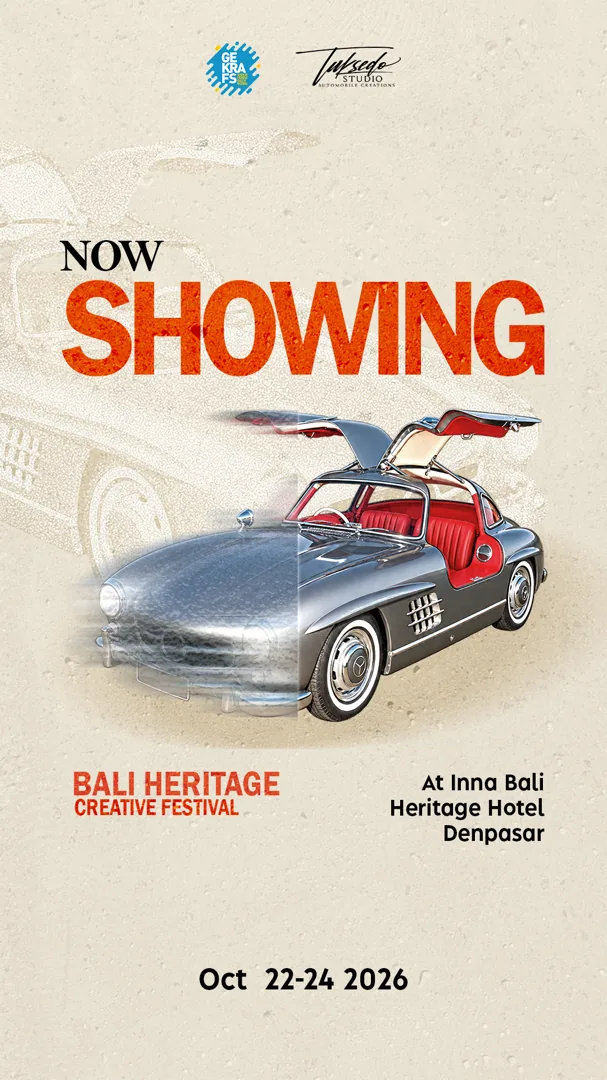 GE
KRA
FS
Tuksedo
STUDIO
AUTOMOBILE CREATIONS
NOW
SHOWING
BALI HERITAGE
CREATIVE FESTIVAL
At Inna Bali
Heritage Hotel
Denpasar
Oct 22-24 2026